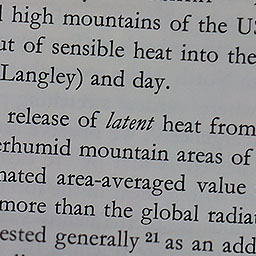 high mountains of the US
ut of sensible heat into the
Langley) and day.
release of latent heat from
erhumid mountain areas of
nated area-averaged value
more than the global radiat
ested generally 21 as an add